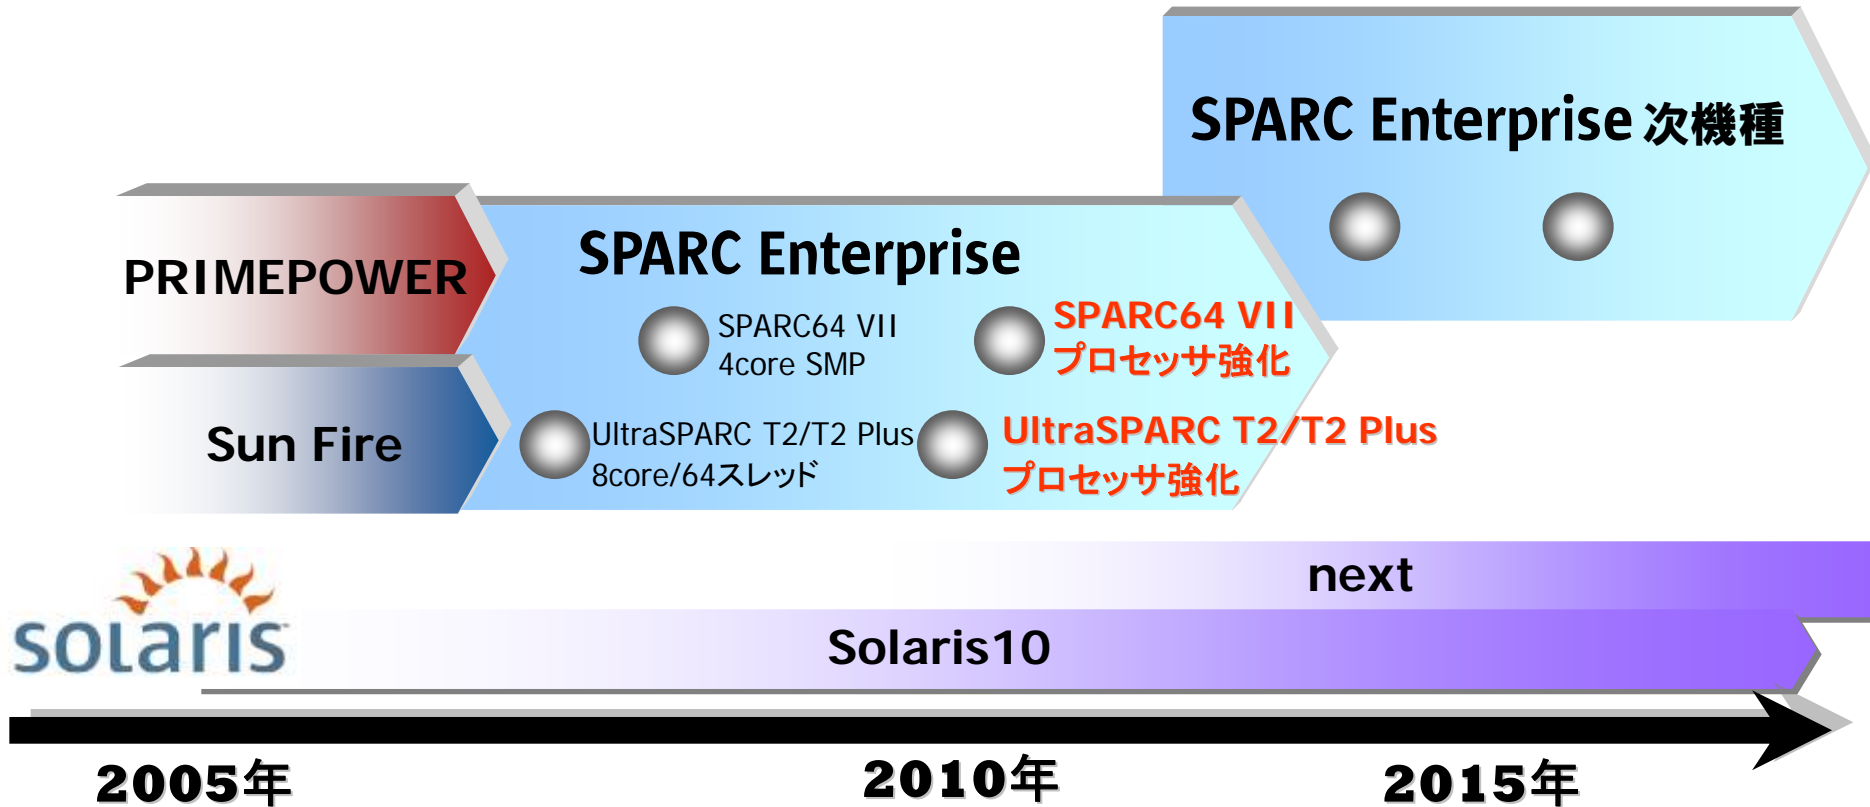 SPARC Enterprise 次機種
PRIMEPOWER
SPARC Enterprise
SPARC64 VII
4core SMP
SPARC64 VII
プロセッサ強化
Sun Fire
UltraSPARC T2/T2 Plus
8core/64スレッド
UltraSPARC T2/T2 Plus
プロセッサ強化
next
solaris
Solaris10
2005年
2010年
2015年